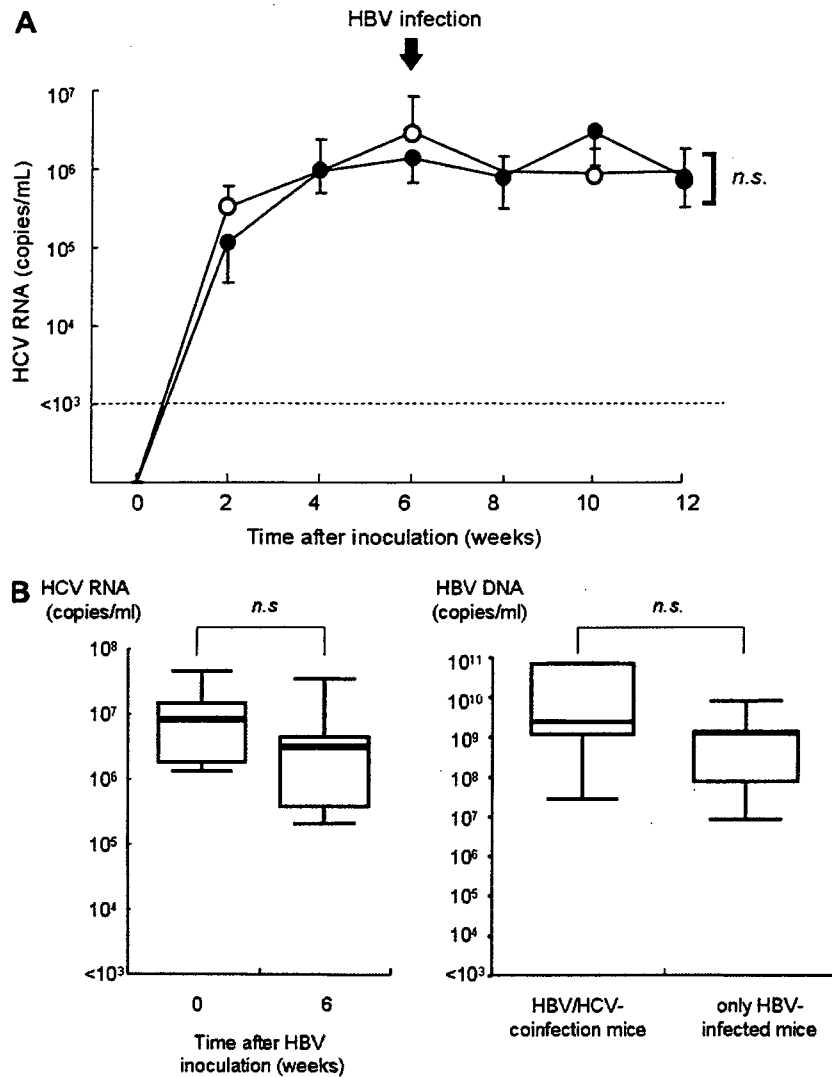 A
HBV infection
HCV RNA (copies/mL)
10⁷
10⁶
10⁵
10⁴
<10³
n.s.
0 2 4 6 8 10 12
Time after inoculation (weeks)
B
HCV RNA
(copies/ml)
n.s
10⁸
10⁷
10⁶
10⁵
10⁴
<10³
0 6
Time after HBV
inoculation (weeks)
HBV DNA
(copies/ml)
n.s.
10¹¹
10¹⁰
10⁹
10⁸
10⁷
10⁶
10⁵
10⁴
<10³
HBV/HCV-
coinfection mice
only HBV-
infected mice